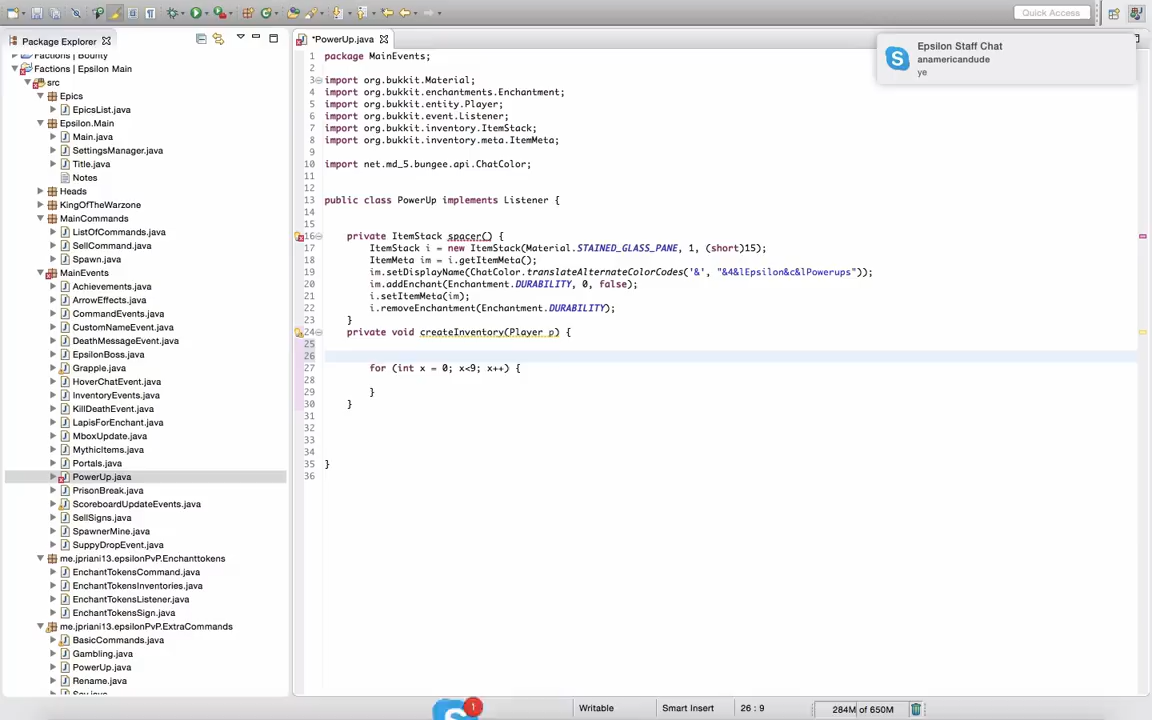 Quick Access
Package Explorer
Factions | Bounty
Factions | Epsilon Main
src
Epics
EpicsList.java
Epsilon.Main
Main.java
SettingsManager.java
Title.java
Notes
Heads
KingOfTheWarzone
MainCommands
ListOfCommands.java
SellCommand.java
Spawn.java
MainEvents
Achievements.java
ArrowEffects.java
CommandEvents.java
CustomNameEvent.java
DeathMessageEvent.java
EpsilonBoss.java
Grapple.java
HoverChatEvent.java
InventoryEvents.java
KillDeathEvent.java
LapisForEnchant.java
MboxUpdate.java
MythicItems.java
Portals.java
PowerUp.java
PrisonBreak.java
ScoreboardUpdateEvents.java
SellSigns.java
SpawnerMine.java
SuppyDropEvent.java
me.jpriani13.epsilonPvP.Enchanttokens
EnchantTokensCommand.java
EnchantTokensInventories.java
EnchantTokensListener.java
EnchantTokensSign.java
me.jpriani13.epsilonPvP.ExtraCommands
BasicCommands.java
Gambling.java
PowerUp.java
Rename.java
*PowerUp.java
1 package MainEvents;
2
3 import org.bukkit.Material;
4 import org.bukkit.enchantments.Enchantment;
5 import org.bukkit.entity.Player;
6 import org.bukkit.event.Listener;
7 import org.bukkit.inventory.ItemStack;
8 import org.bukkit.inventory.meta.ItemMeta;
9
10 import net.md_5.bungee.api.ChatColor;
11
12
13 public class PowerUp implements Listener {
14
15
16 private ItemStack spacer() {
17 ItemStack i = new ItemStack(Material.STAINED_GLASS_PANE, 1, (short)15);
18 ItemMeta im = i.getItemMeta();
19 im.setDisplayName(ChatColor.translateAlternateColorCodes('&', "&4&lEpsilon&c&lPowerups"));
20 im.addEnchant(Enchantment.DURABILITY, 0, false);
21 i.setItemMeta(im);
22 i.removeEnchantment(Enchantment.DURABILITY);
23 }
24 private void createInventory(Player p) {
25
26
27 for (int x = 0; x<9; x++) {
28
29 }
30 }
31
32
33
34
35 }
36
Epsilon Staff Chat
anamericandude
ye
1
Writable
Smart Insert
26 : 9
284M of 650M